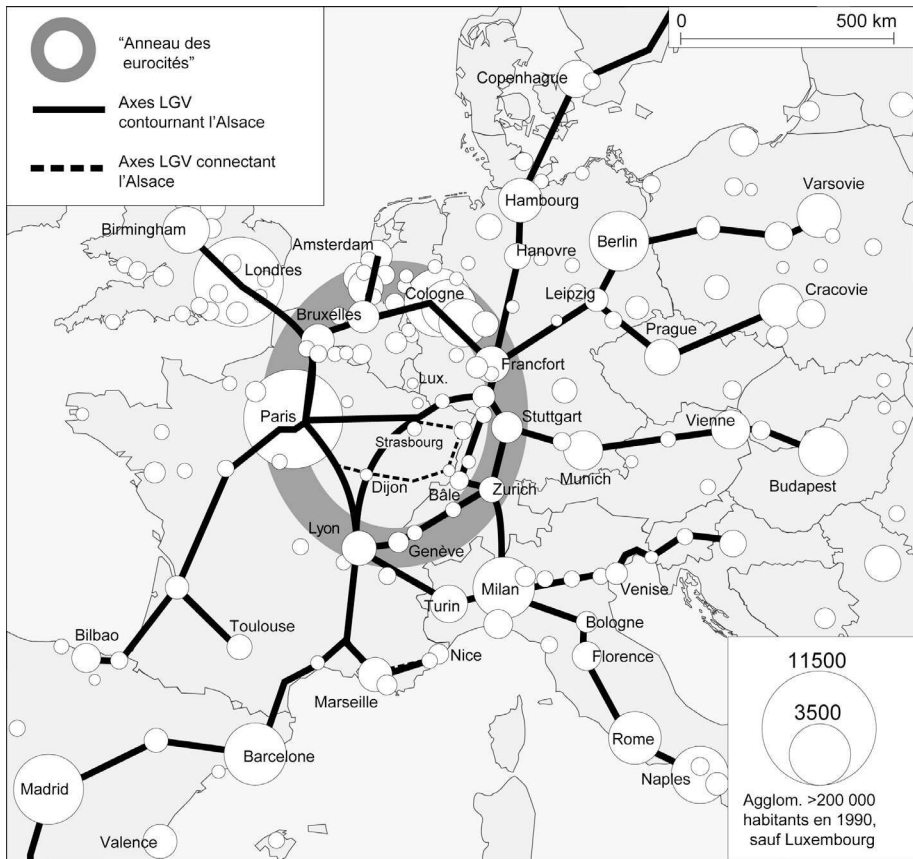 "Anneau des
eurocités"
Axes LGV
contournant l'Alsace
Axes LGV connectant
l'Alsace
0 500 km
Copenhague
Hambourg
Varsovie
Birmingham
Amsterdam
Hanovre
Berlin
Londres
Cologne
Leipzig
Cracovie
Bruxelles
Prague
Francfort
Lux.
Paris
Stuttgart
Vienne
Strasbourg
Munich
Budapest
Dijon
Bâle
Zurich
Lyon
Genève
Milan
Venise
Turin
Bologne
Toulouse
Bilbao
Nice
Florence
Marseille
Barcelone
Rome
Madrid
Naples
Valence
11500
3500
Agglom. >200 000
habitants en 1990,
sauf Luxembourg